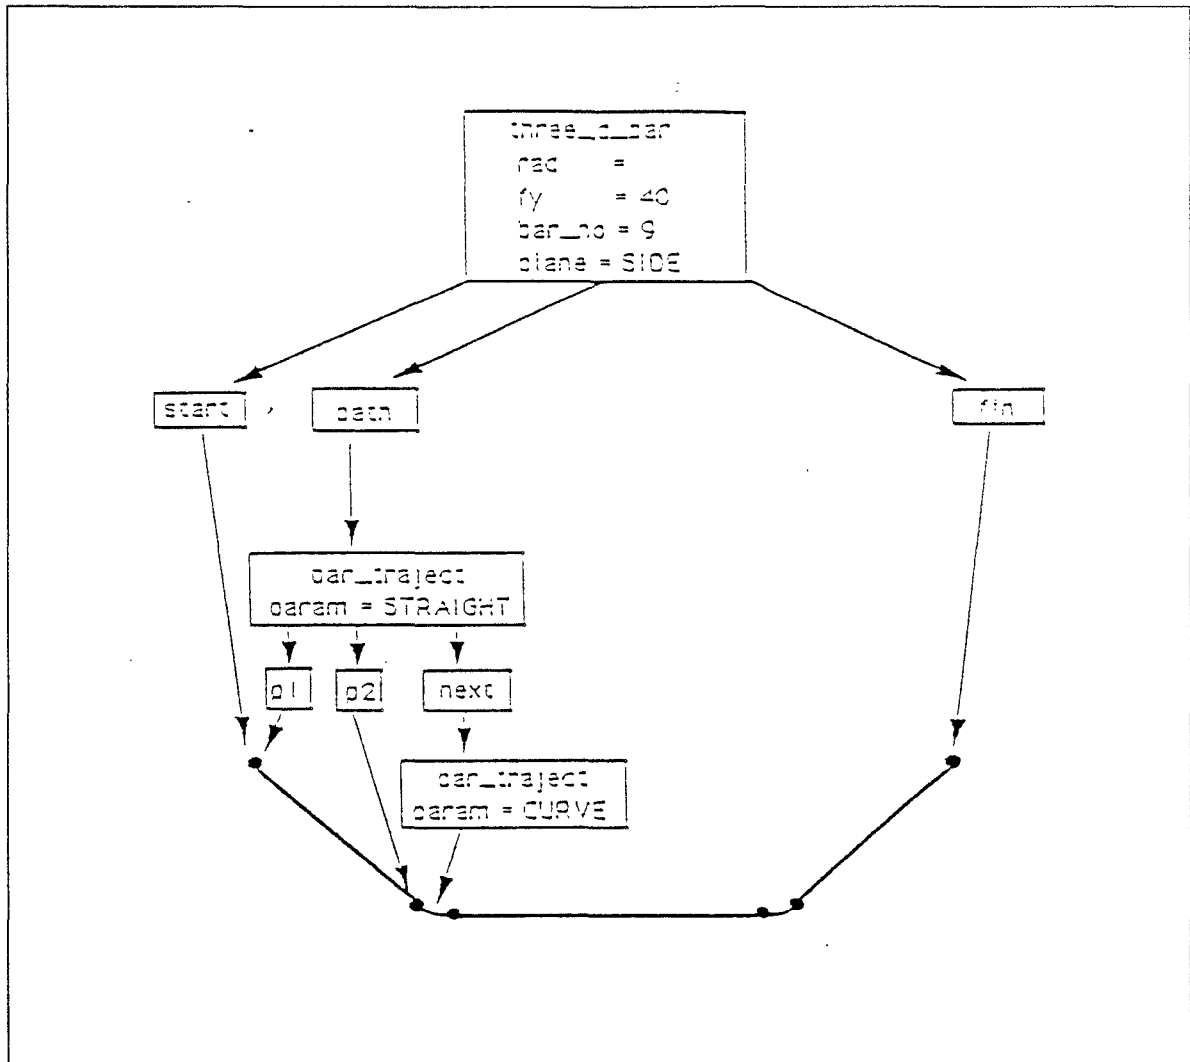 three_d_bar
rad =
fy = 40
bar_no = 9
plane = SIDE
start
path
fin
bar_traject
param = STRAIGHT
p1
p2
next
bar_traject
param = CURVE